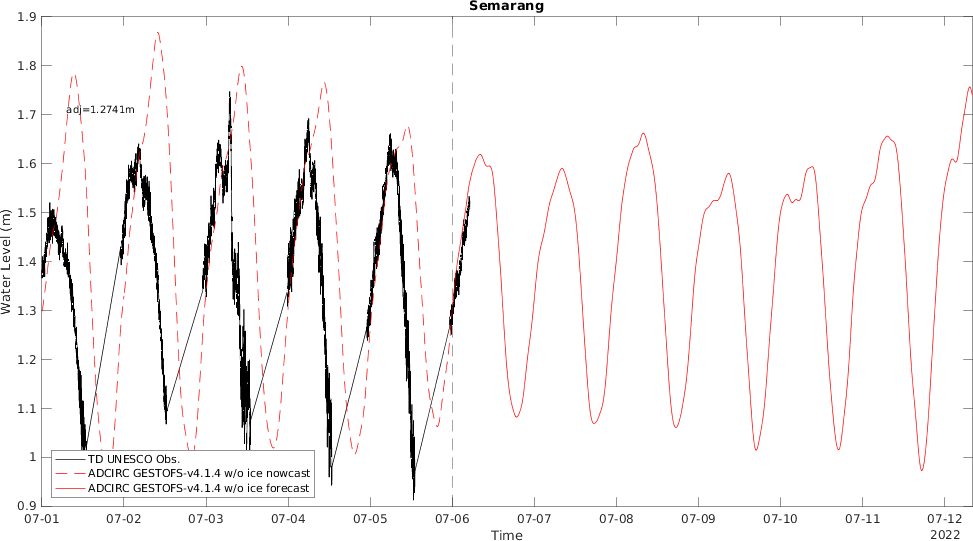 Semarang
1.9
1.8
1.7
1.6
1.5
1.4
1.3
1.2
1.1
1
0.9
Water Level (m)
adj=1.2741m
TD UNESCO Obs.
ADCIRC GESTOFS-v4.1.4 w/o ice nowcast
ADCIRC GESTOFS-v4.1.4 w/o ice forecast
07-01 07-02 07-03 07-04 07-05 07-06 07-07 07-08 07-09 07-10 07-11 07-12
2022
Time